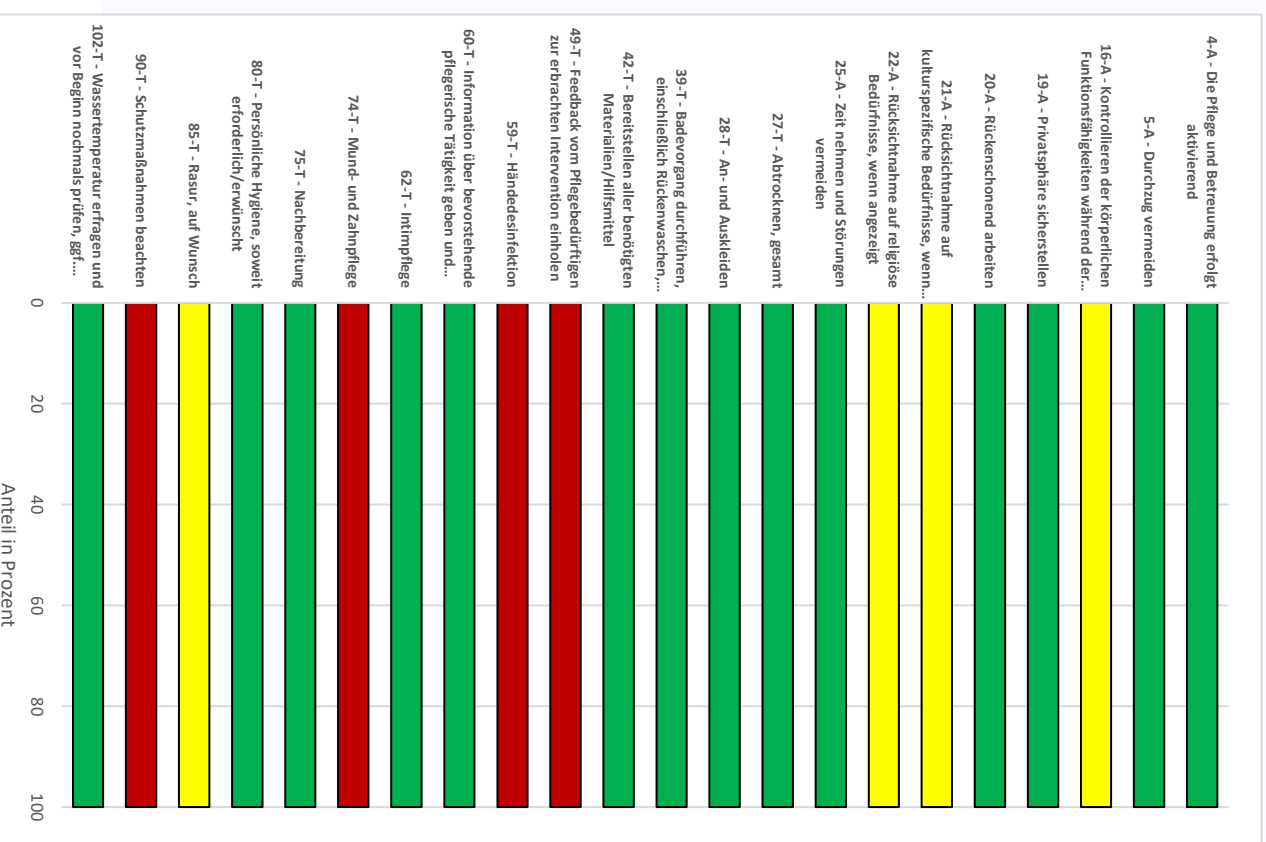 4-A - Die Pflege und Betreuung erfolgt
aktivierend
5-A - Durchzug vermeiden
16-A - Kontrollieren der körperlichen
Funktionsfähigkeiten während der...
19-A - Privatsphäre sicherstellen
20-A - Rückenschonend arbeiten
21-A - Rücksichtnahme auf
kulturspezifische Bedürfnisse, wenn...
22-A - Rücksichtnahme auf religiöse
Bedürfnisse, wenn angezeigt
25-A - Zeit nehmen und Störungen
vermeiden
27-T - Abtrocknen, gesamt
28-T - An- und Auskleiden
39-T - Badevorgang durchführen,
einschließlich Rückenwaschen,...
42-T - Bereitstellen aller benötigten
Materialien/Hilfsmittel
49-T - Feedback vom Pflegebedürftigen
zur erbrachten Intervention einholen
59-T - Händedesinfektion
60-T - Information über bevorstehende
pflegerische Tätigkeit geben und...
62-T - Intimpflege
74-T - Mund- und Zahnpflege
75-T - Nachbereitung
80-T - Persönliche Hygiene, soweit
erforderlich/erwünscht
85-T - Rasur, auf Wunsch
90-T - Schutzmaßnahmen beachten
102-T - Wassertemperatur erfragen und
vor Beginn nochmals prüfen, ggf....
0
20
40
60
80
100
Anteil in Prozent